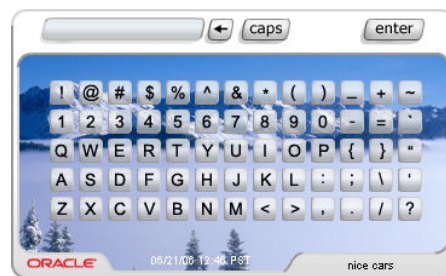 ← caps enter
! @ # $ % ^ & * ( ) _ + ~
1 2 3 4 5 6 7 8 9 0 - = `
Q W E R T Y U I O P { } "
A S D F G H J K L : ; \ '
Z X C V B N M < > , . / ?
ORACLE 06/21/06 12:46 PST nice cars